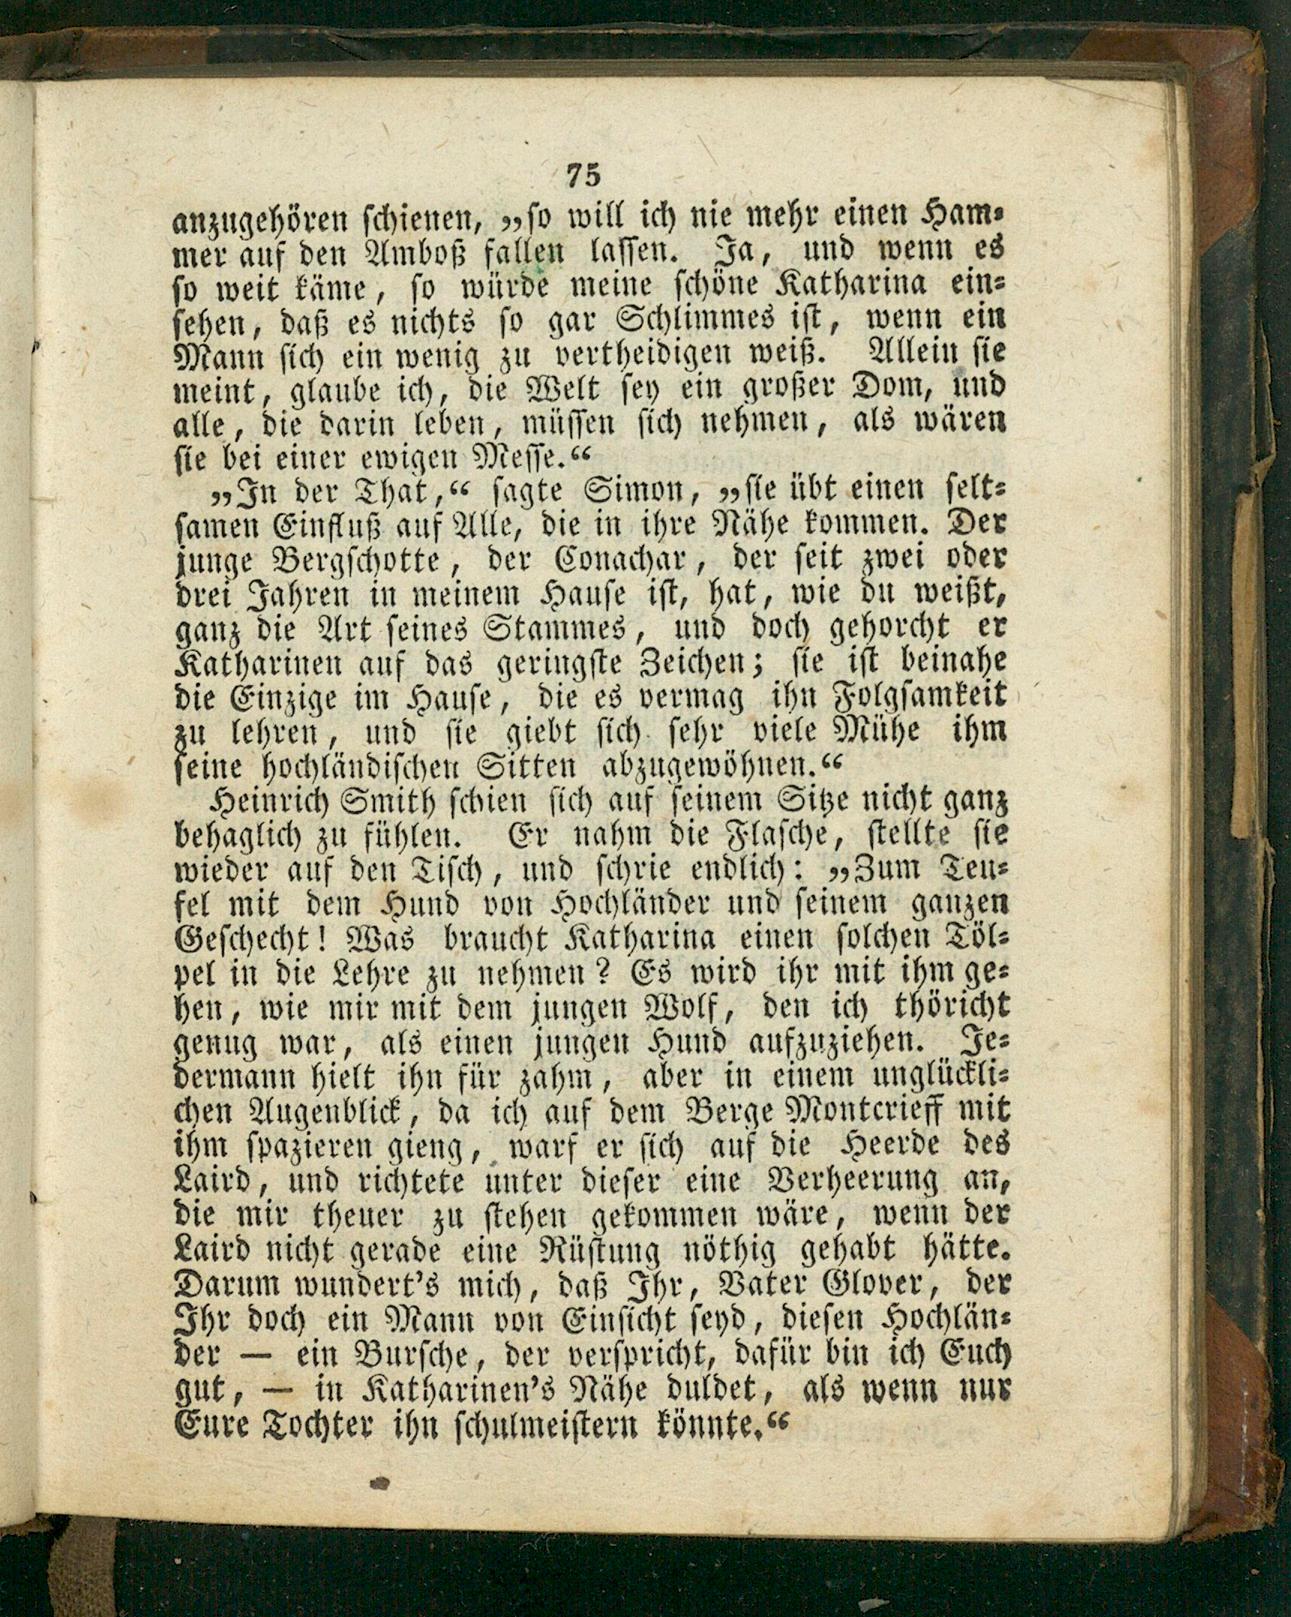 75
anzugehören schienen, „so will ich nie mehr einen Ham-
mer auf den Amboß fallen lassen. Ja, und wenn es
so weit käme, so würde meine schöne Katharina ein-
sehen, daß es nichts so gar Schlimmes ist, wenn ein
Mann sich ein wenig zu vertheidigen weiß. Allein sie
meint, glaube ich, die Welt sey ein großer Dom, und
alle, die darin leben, müssen sich nehmen, als wären
sie bei einer ewigen Messe.“
„In der That,“ sagte Simon, „sie übt einen selt-
samen Einfluß auf Alle, die in ihre Nähe kommen. Der
junge Bergschotte, der Conachar, der seit zwei oder
drei Jahren in meinem Hause ist, hat, wie du weißt,
ganz die Art seines Stammes, und doch gehorcht er
Katharinen auf das geringste Zeichen; sie ist beinahe
die Einzige im Hause, die es vermag ihn Folgsamkeit
zu lehren, und sie giebt sich sehr viele Mühe ihm
seine hochländischen Sitten abzugewöhnen.“
Heinrich Smith schien sich auf seinem Sitze nicht ganz
behaglich zu fühlen. Er nahm die Flasche, stellte sie
wieder auf den Tisch, und schrie endlich: „Zum Teu-
fel mit dem Hund von Hochländer und seinem ganzen
Geschecht! Was braucht Katharina einen solchen Töl-
pel in die Lehre zu nehmen? Es wird ihr mit ihm ge-
hen, wie mir mit dem jungen Wolf, den ich thöricht
genug war, als einen jungen Hund aufzuziehen. Je-
dermann hielt ihn für zahm, aber in einem unglückli-
chen Augenblick, da ich auf dem Berge Montcrieff mit
ihm spazieren gieng, warf er sich auf die Heerde des
Laird, und richtete unter dieser eine Verheerung an,
die mir theuer zu stehen gekommen wäre, wenn der
Laird nicht gerade eine Rüstung nöthig gehabt hätte.
Darum wundert's mich, daß Ihr, Vater Glover, der
Ihr doch ein Mann von Einsicht seyd, diesen Hochlän-
der — ein Bursche, der verspricht, dafür bin ich Euch
gut, — in Katharinen's Nähe duldet, als wenn nur
Eure Tochter ihn schulmeistern könnte.“